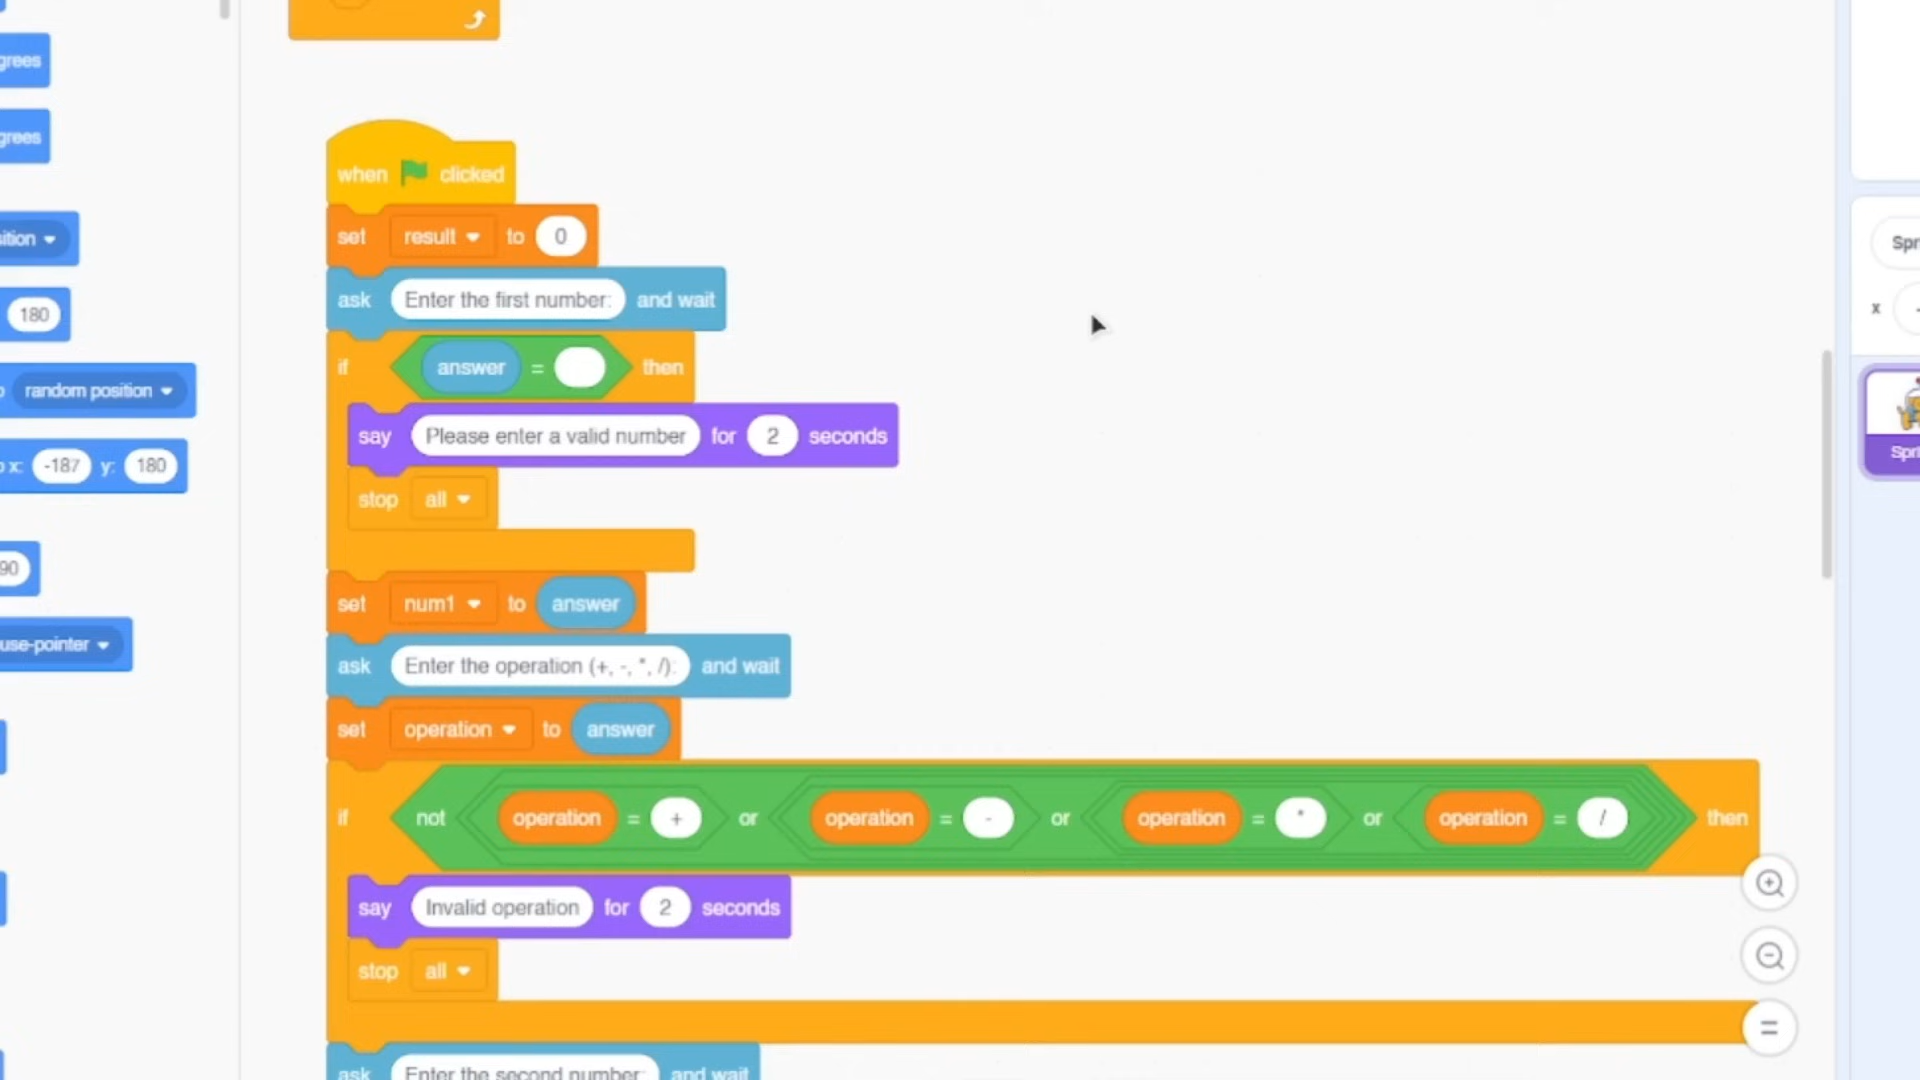 grees
grees
when clicked
set result to 0
ask Enter the first number: and wait
if answer = then
say Please enter a valid number for 2 seconds
stop all
set num1 to answer
ask Enter the operation (+, -, *, /): and wait
set operation to answer
if not operation = + or operation = - or operation = * or operation = / then
say Invalid operation for 2 seconds
stop all
ask Enter the second number: and wait
sition
180
random position
x: -187 y: 180
90
use-pointer
Spr
x
Spri